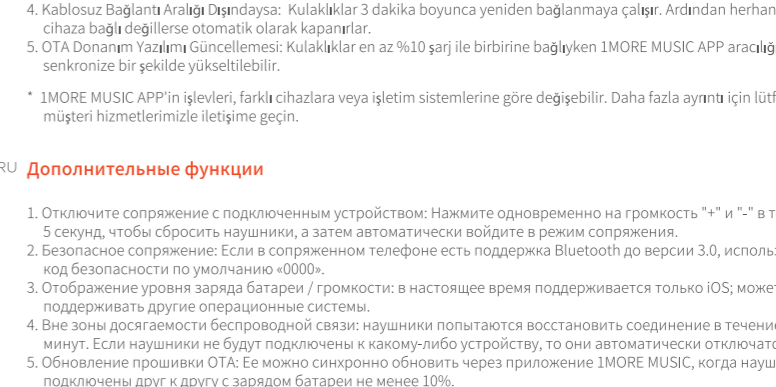 4. Kablosuz Bağlantı Aralığı Dışındaysa: Kulaklıklar 3 dakika boyunca yeniden bağlanmaya çalışır. Ardından herhan
cihaza bağlı değillerse otomatik olarak kapanırlar.
5. OTA Donanım Yazılımı Güncellemesi: Kulaklıklar en az %10 şarj ile birbirine bağlıyken 1MORE MUSIC APP aracılığı
senkronize bir şekilde yükseltilebilir.
* 1MORE MUSIC APP'in işlevleri, farklı cihazlara veya işletim sistemlerine göre değişebilir. Daha fazla ayrıntı için lütf
müşteri hizmetlerimizle iletişime geçin.
RU Дополнительные функции
1. Отключите сопряжение с подключенным устройством: Нажмите одновременно на громкость "+" и "-" в т
5 секунд, чтобы сбросить наушники, а затем автоматически войдите в режим сопряжения.
2. Безопасное сопряжение: Если в сопряженном телефоне есть поддержка Bluetooth до версии 3.0, использ
код безопасности по умолчанию «0000».
3. Отображение уровня заряда батареи / громкости: в настоящее время поддерживается только iOS; может
поддерживать другие операционные системы.
4. Вне зоны досягаемости беспроводной связи: наушники попытаются восстановить соединение в течение
минут. Если наушники не будут подключены к какому-либо устройству, то они автоматически отключатс
5. Обновление прошивки OTA: Ее можно синхронно обновить через приложение 1MORE MUSIC, когда науш
подключены друг к другу с зарядом батареи не менее 10%.